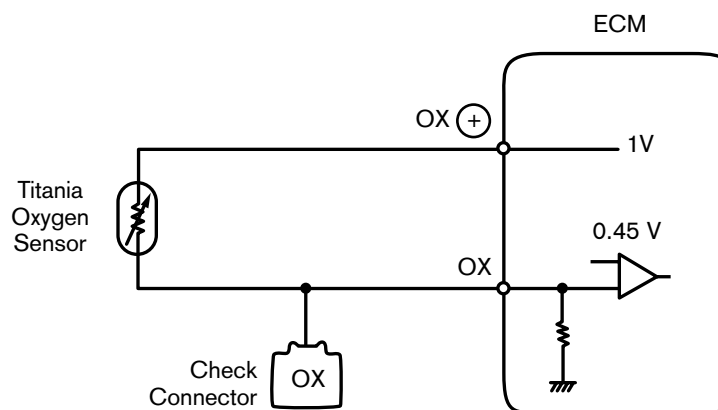 ECM
OX +
1V
Titania
Oxygen
Sensor
0.45 V
OX
Check
Connector
OX